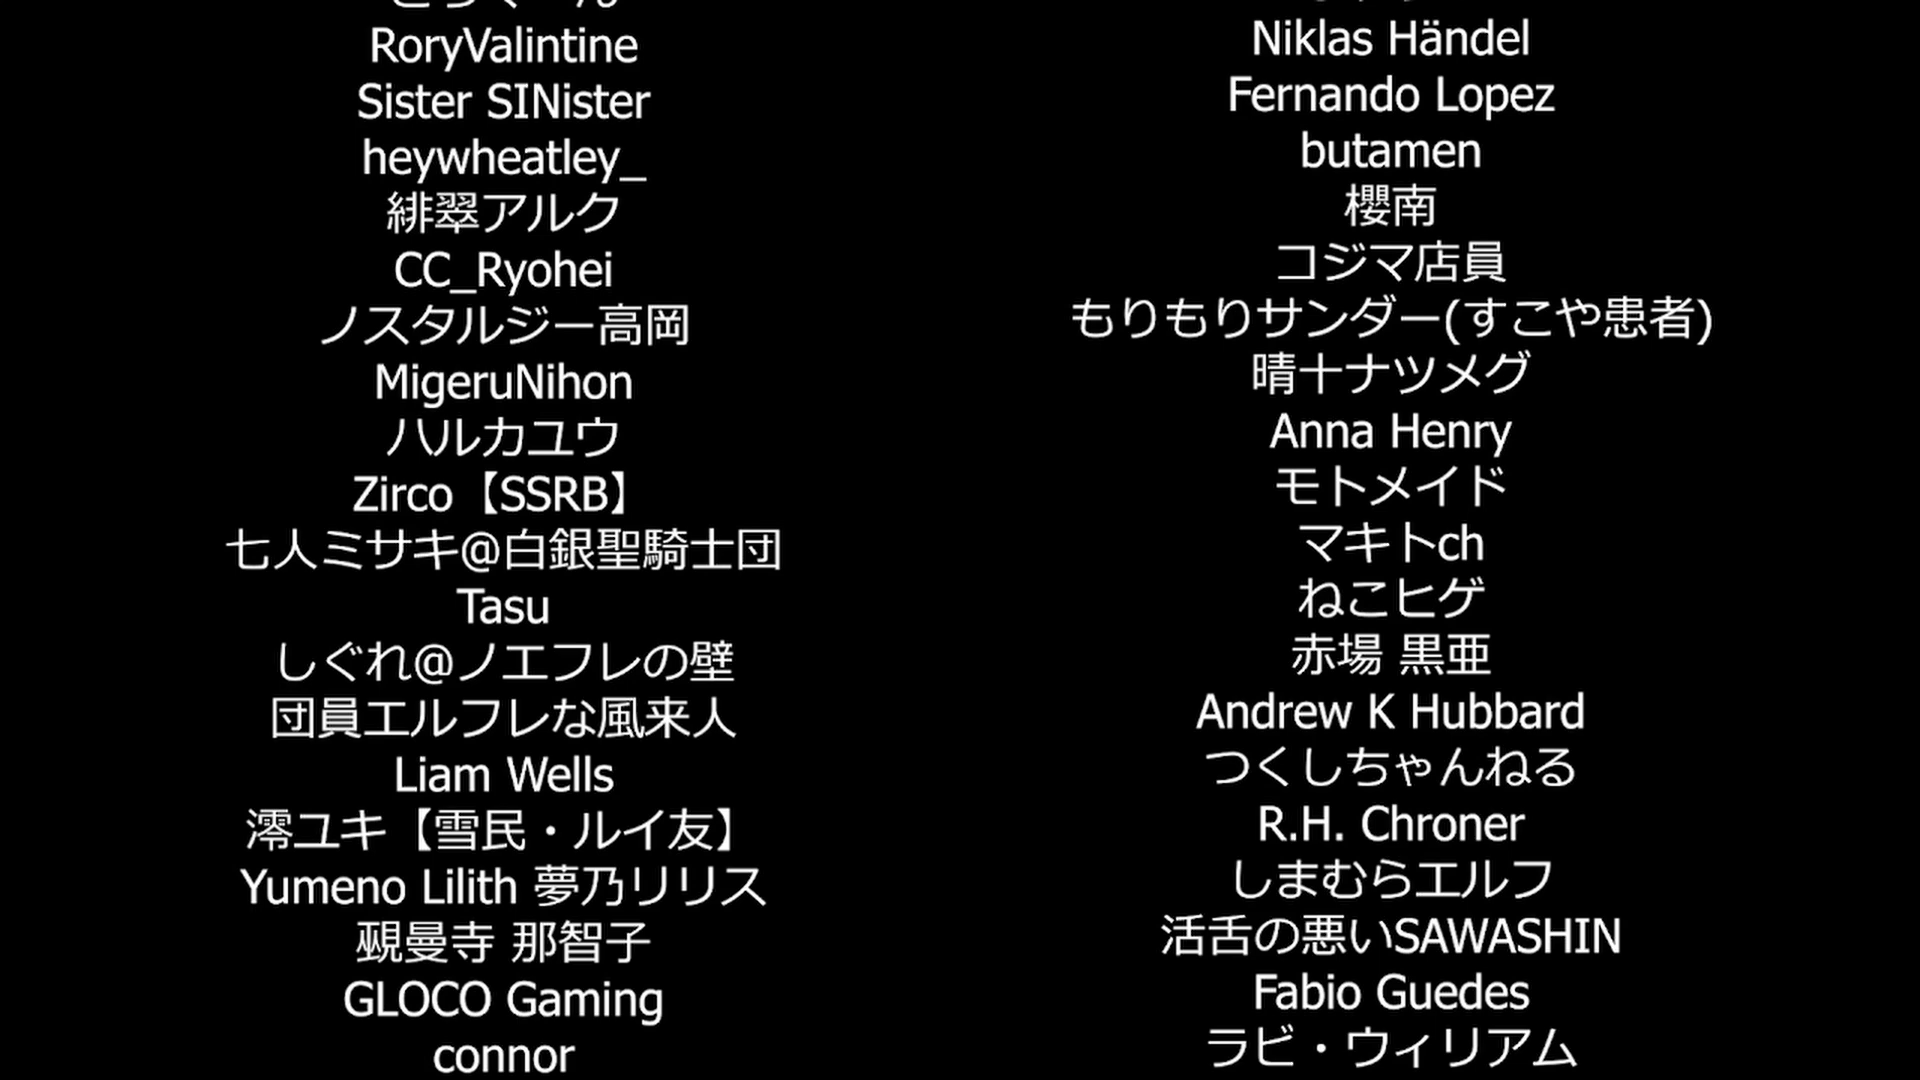 RoryValintine
Sister SINister
heywheatley_
緋翠アルク
CC_Ryohei
ノスタルジー高岡
MigeruNihon
ハルカユウ
Zirco【SSRB】
七人ミサキ@白銀聖騎士団
Tasu
しぐれ@ノエフレの壁
団員エルフレな風来人
Liam Wells
澪ユキ【雪民・ルイ友】
Yumeno Lilith 夢乃リリス
覡曼寺 那智子
GLOCO Gaming
connor
Niklas Händel
Fernando Lopez
butamen
櫻南
コジマ店員
もりもりサンダー(すこや患者)
晴十ナツメグ
Anna Henry
モトメイド
マキトch
ねこヒゲ
赤場 黒亜
Andrew K Hubbard
つくしちゃんねる
R.H. Chroner
しまむらエルフ
活舌の悪いSAWASHIN
Fabio Guedes
ラビ・ウィリアム